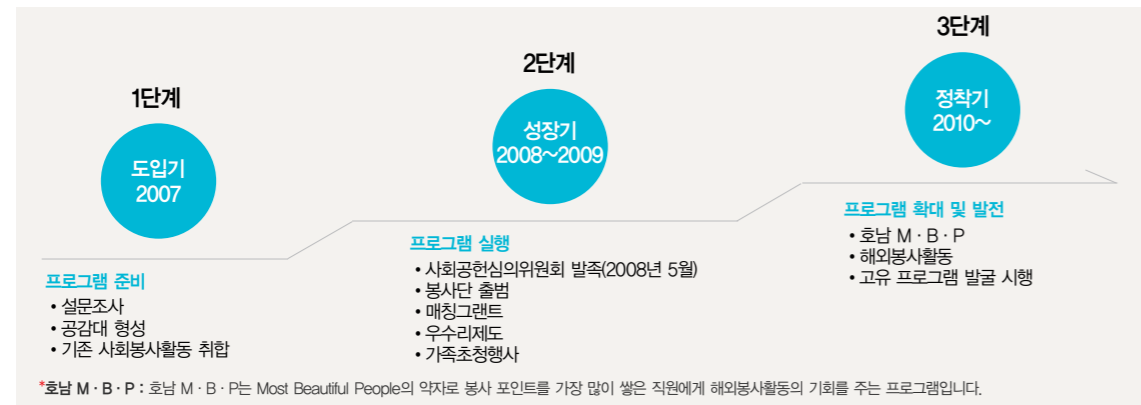 1단계
도입기
2007
프로그램 준비
• 설문조사
• 공감대 형성
• 기존 사회봉사활동 취합
2단계
성장기
2008~2009
프로그램 실행
• 사회공헌심의위원회 발족(2008년 5월)
• 봉사단 출범
• 매칭그랜트
• 우수리제도
• 가족초청행사
3단계
정착기
2010~
프로그램 확대 및 발전
• 호남 M · B · P
• 해외봉사활동
• 고유 프로그램 발굴 시행
*호남 M · B · P : 호남 M · B · P는 Most Beautiful People의 약자로 봉사 포인트를 가장 많이 쌓은 직원에게 해외봉사활동의 기회를 주는 프로그램입니다.